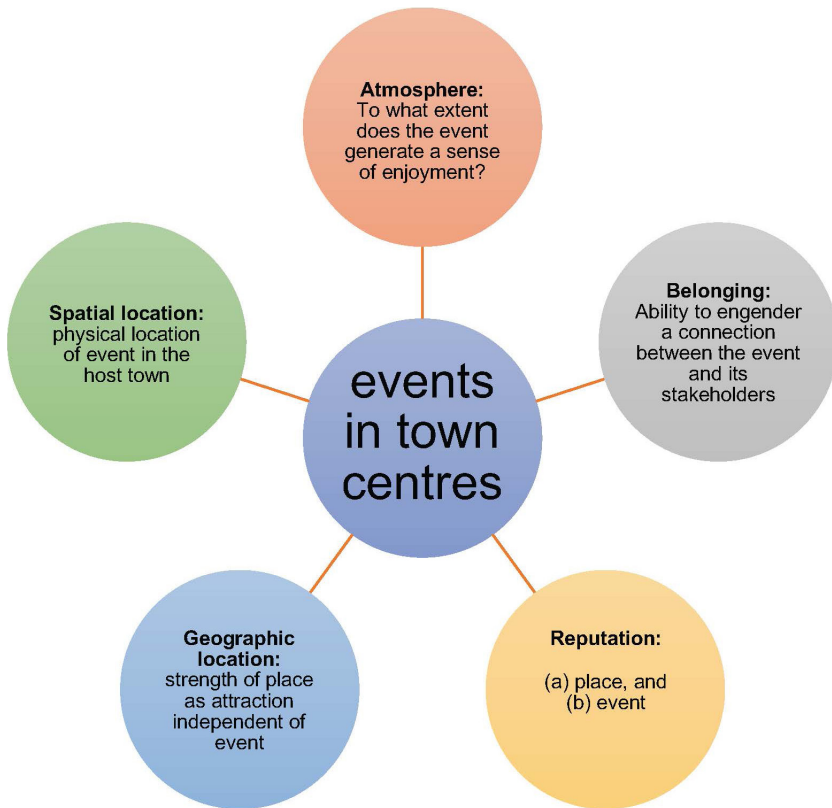 Atmosphere:
To what extent
does the event
generate a sense
of enjoyment?
Belonging:
Ability to engender
a connection
between the event
and its
stakeholders
Reputation:
(a) place, and
(b) event
Geographic
location:
strength of place
as attraction
independent of
event
Spatial location:
physical location
of event in the
host town
events
in town
centres